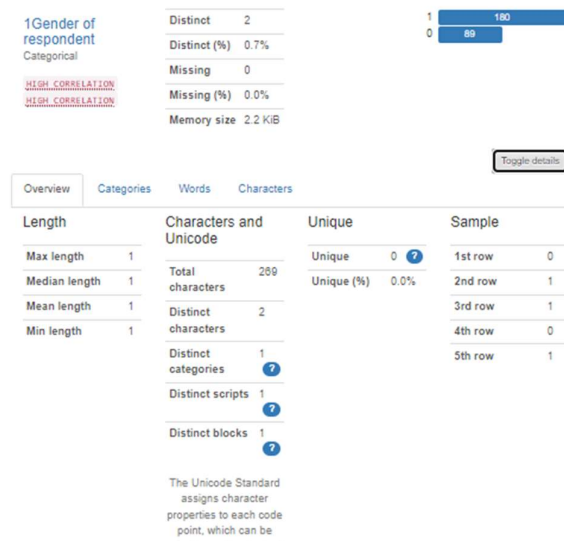 1Gender of
respondent
Categorical
HIGH CORRELATION
HIGH CORRELATION
Distinct 2
Distinct (%) 0.7%
Missing 0
Missing (%) 0.0%
Memory size 2.2 KiB
1 180
0 89
Toggle details
Overview Categories Words Characters
Length
Max length 1
Median length 1
Mean length 1
Min length 1
Characters and
Unicode
Total 269
characters
Distinct 2
characters
Distinct 1
categories ?
Distinct scripts 1
?
Distinct blocks 1
?
The Unicode Standard
assigns character
properties to each code
point, which can be
Unique
Unique 0 ?
Unique (%) 0.0%
Sample
1st row 0
2nd row 1
3rd row 1
4th row 0
5th row 1